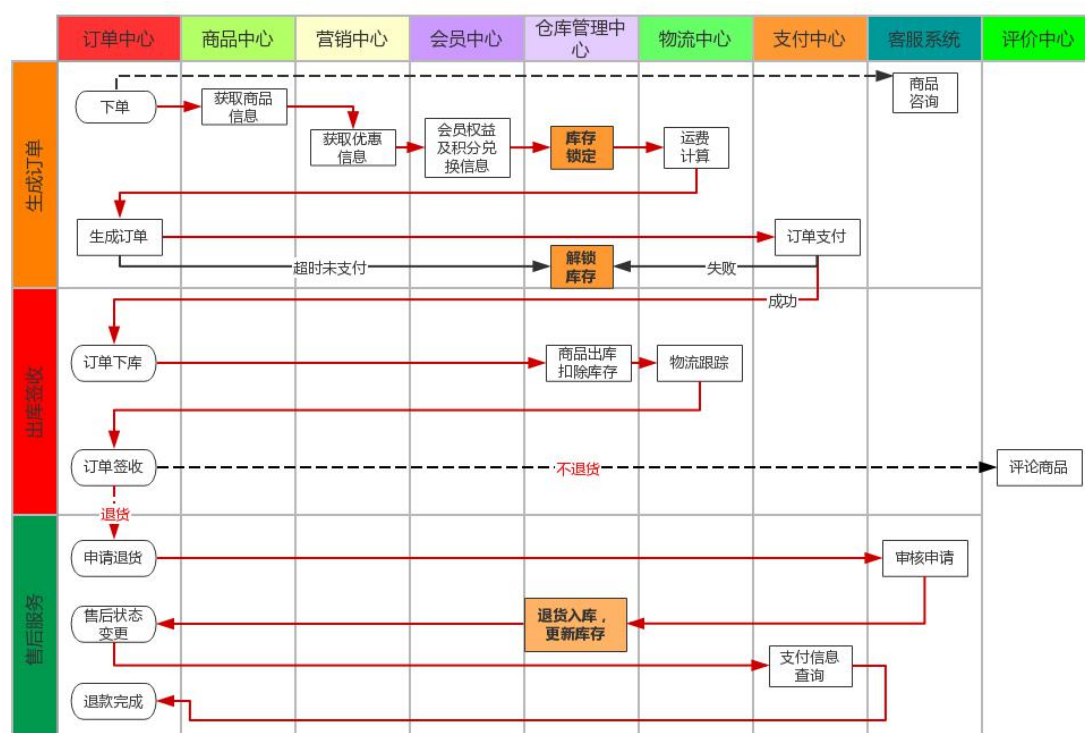 订单中心
商品中心
营销中心
会员中心
仓库管理中
心
物流中心
支付中心
客服系统
评价中心
生成订单
下单
获取商品
信息
商品
咨询
获取优惠
信息
会员权益
及积分兑
换信息
库存
锁定
运费
计算
生成订单
订单支付
超时未支付
解锁
库存
失败
成功
出库签收
订单下库
商品出库
扣除库存
物流跟踪
订单签收
不退货
评论商品
退货
售后服务
申请退货
审核申请
售后状态
变更
退货入库，
更新库存
支付信息
查询
退款完成